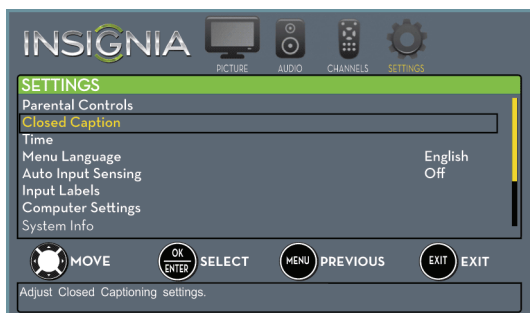 INSIGNIA
PICTURE AUDIO CHANNELS SETTINGS
SETTINGS
Parental Controls
Closed Caption
Time
Menu Language English
Auto Input Sensing Off
Input Labels
Computer Settings
System Info
MOVE OK ENTER SELECT MENU PREVIOUS EXIT EXIT
Adjust Closed Captioning settings.